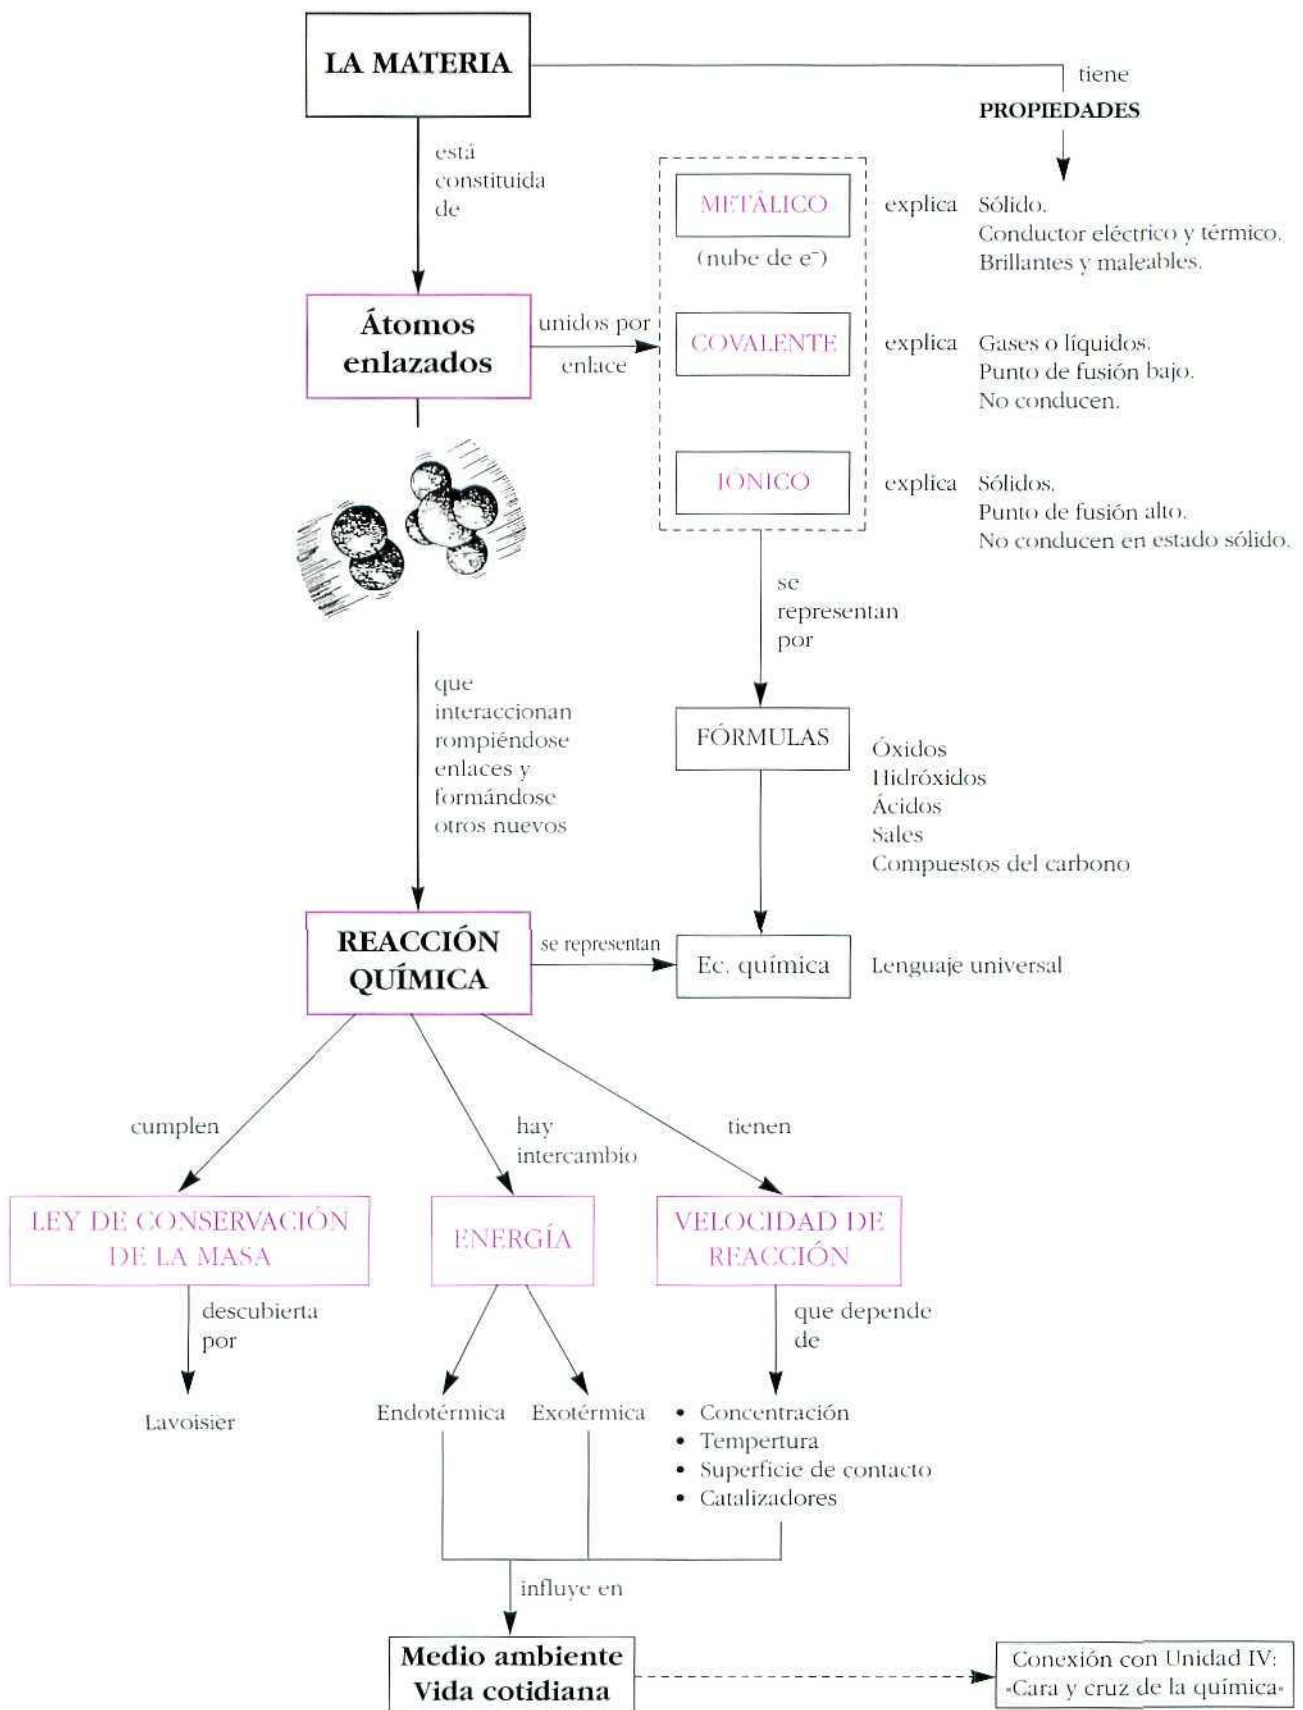 LA MATERIA
tiene
PROPIEDADES
está
constituida
de
METÁLICO
(nube de e⁻)
explica
Sólido.
Conductor eléctrico y térmico.
Brillantes y maleables.
Átomos
enlazados
unidos por
enlace
COVALENTE
explica
Gases o líquidos.
Punto de fusión bajo.
No conducen.
IÓNICO
explica
Sólidos.
Punto de fusión alto.
No conducen en estado sólido.
se
representan
por
que
interaccionan
rompiéndose
enlaces y
formándose
otros nuevos
FÓRMULAS
Óxidos
Hidróxidos
Ácidos
Sales
Compuestos del carbono
REACCIÓN
QUÍMICA
se representan
Ec. química
Lenguaje universal
cumplen
hay
intercambio
tienen
LEY DE CONSERVACIÓN
DE LA MASA
ENERGÍA
VELOCIDAD DE
REACCIÓN
descubierta
por
que depende
de
Lavoisier
Endotérmica
Exotérmica
• Concentración
• Tempertura
• Superficie de contacto
• Catalizadores
influye en
Medio ambiente
Vida cotidiana
Conexión con Unidad IV:
«Cara y cruz de la química»